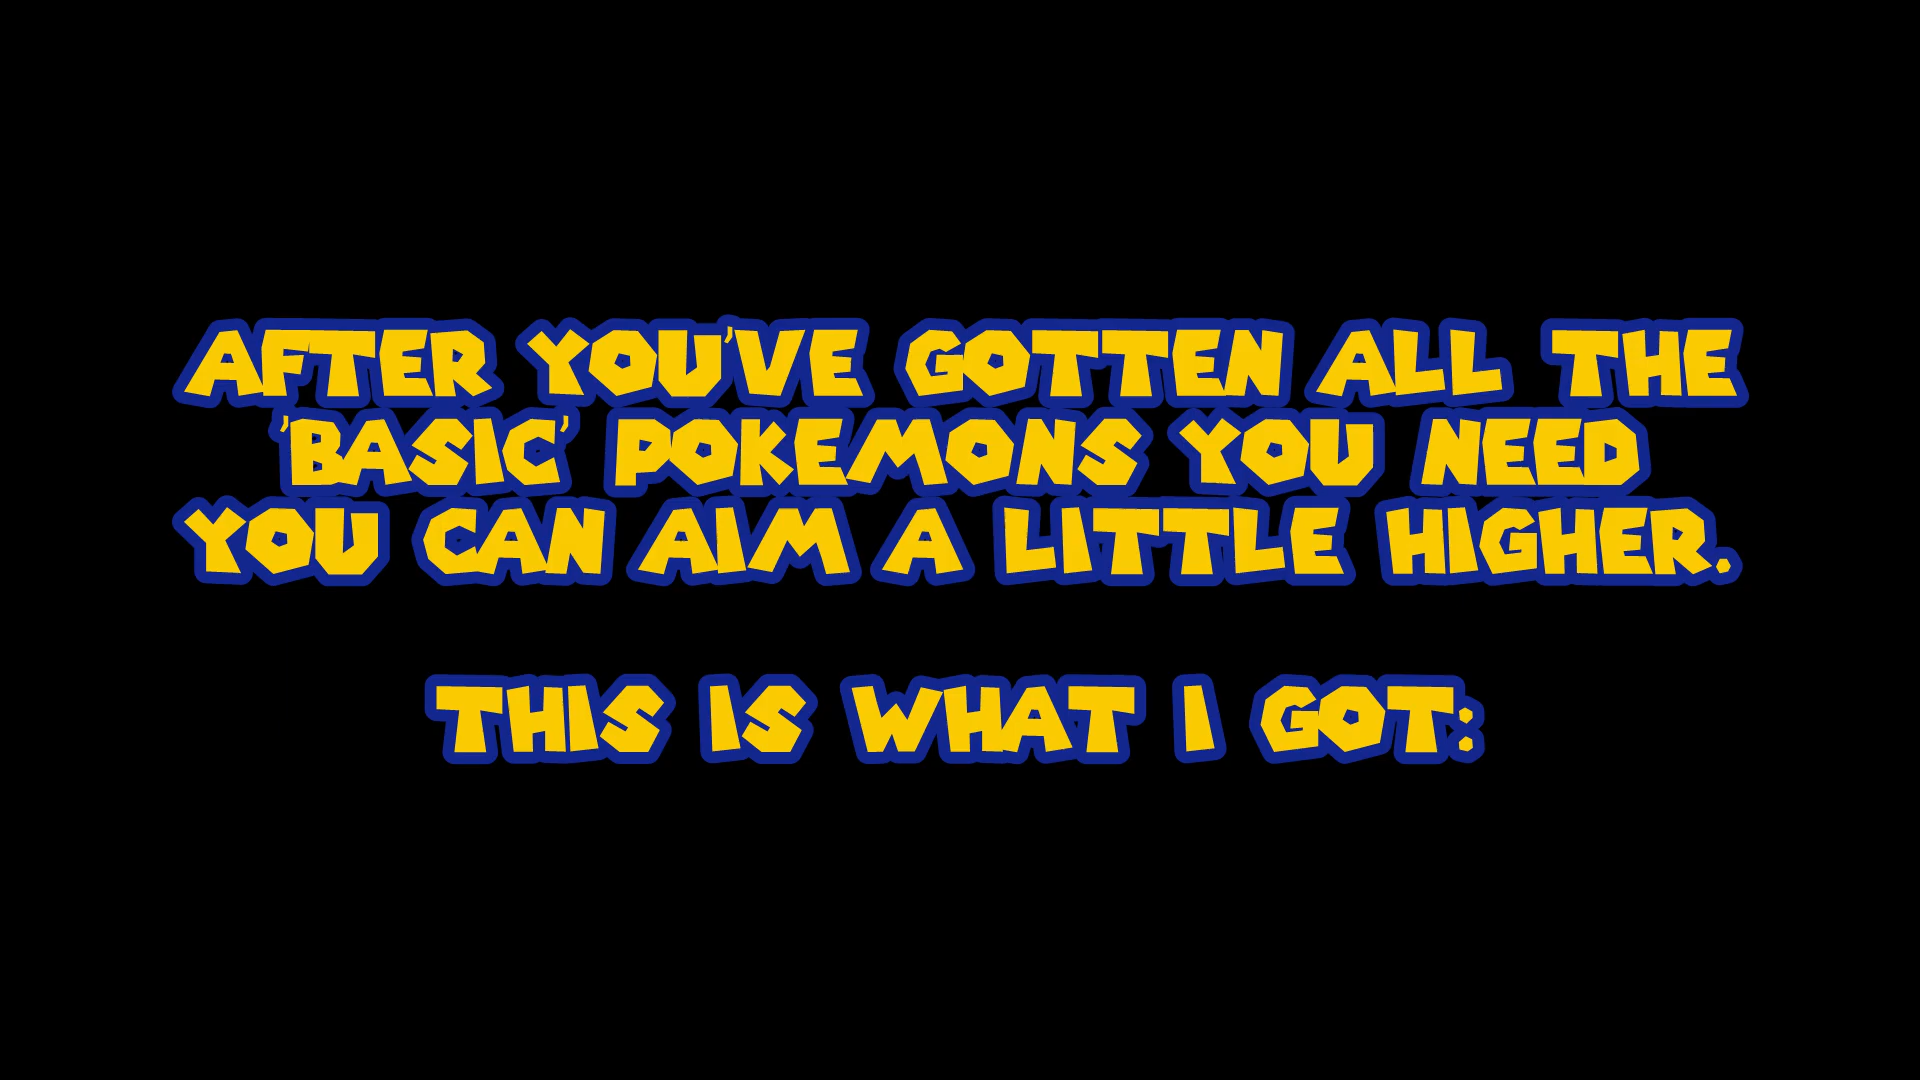 AFTER YOU'VE GOTTEN ALL THE
'BASIC' POKEMONS YOU NEED
YOU CAN AIM A LITTLE HIGHER.
THIS IS WHAT I GOT: